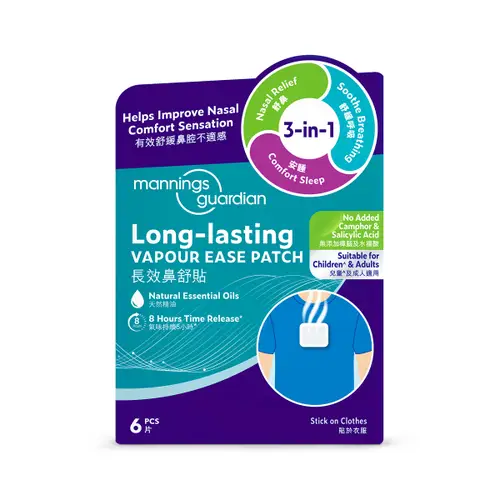 Helps Improve Nasal
Comfort Sensation
有效舒緩鼻腔不適感
Nasal Relief
舒鼻
Soothe Breathing
舒緩呼吸
3-in-1
安睡
Comfort Sleep
mannings
guardian
Long-lasting
VAPOUR EASE PATCH
長效鼻舒貼
No Added
Camphor &
Salicylic Acid
無添加樟腦及水楊酸
Suitable for
Children^ & Adults
兒童^及成人適用
Natural Essential Oils
天然精油
8
8 Hours Time Release*
氣味持續8小時*
6 PCS
片
Stick on Clothes
貼於衣服